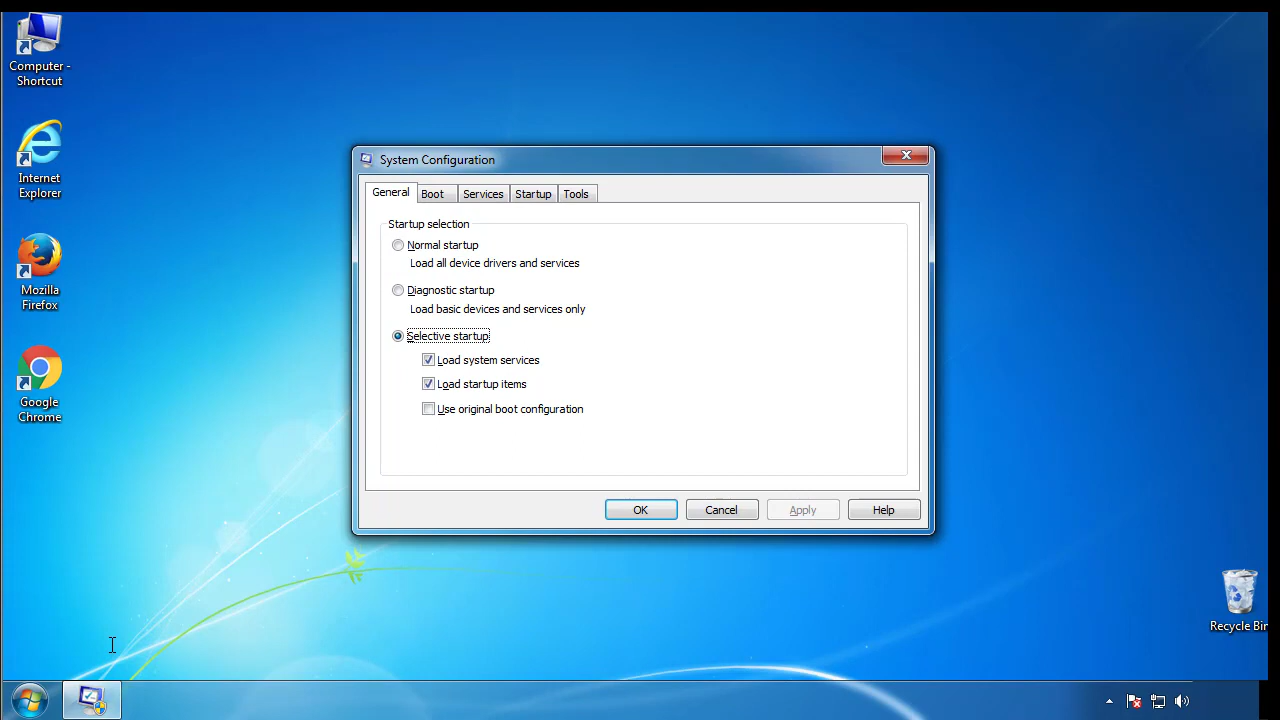 Computer -
Shortcut
Internet
Explorer
Mozilla
Firefox
Google
Chrome
System Configuration
General
Boot
Services
Startup
Tools
Startup selection
Normal startup
Load all device drivers and services
Diagnostic startup
Load basic devices and services only
Selective startup
Load system services
Load startup items
Use original boot configuration
OK
Cancel
Apply
Help
Recycle Bin